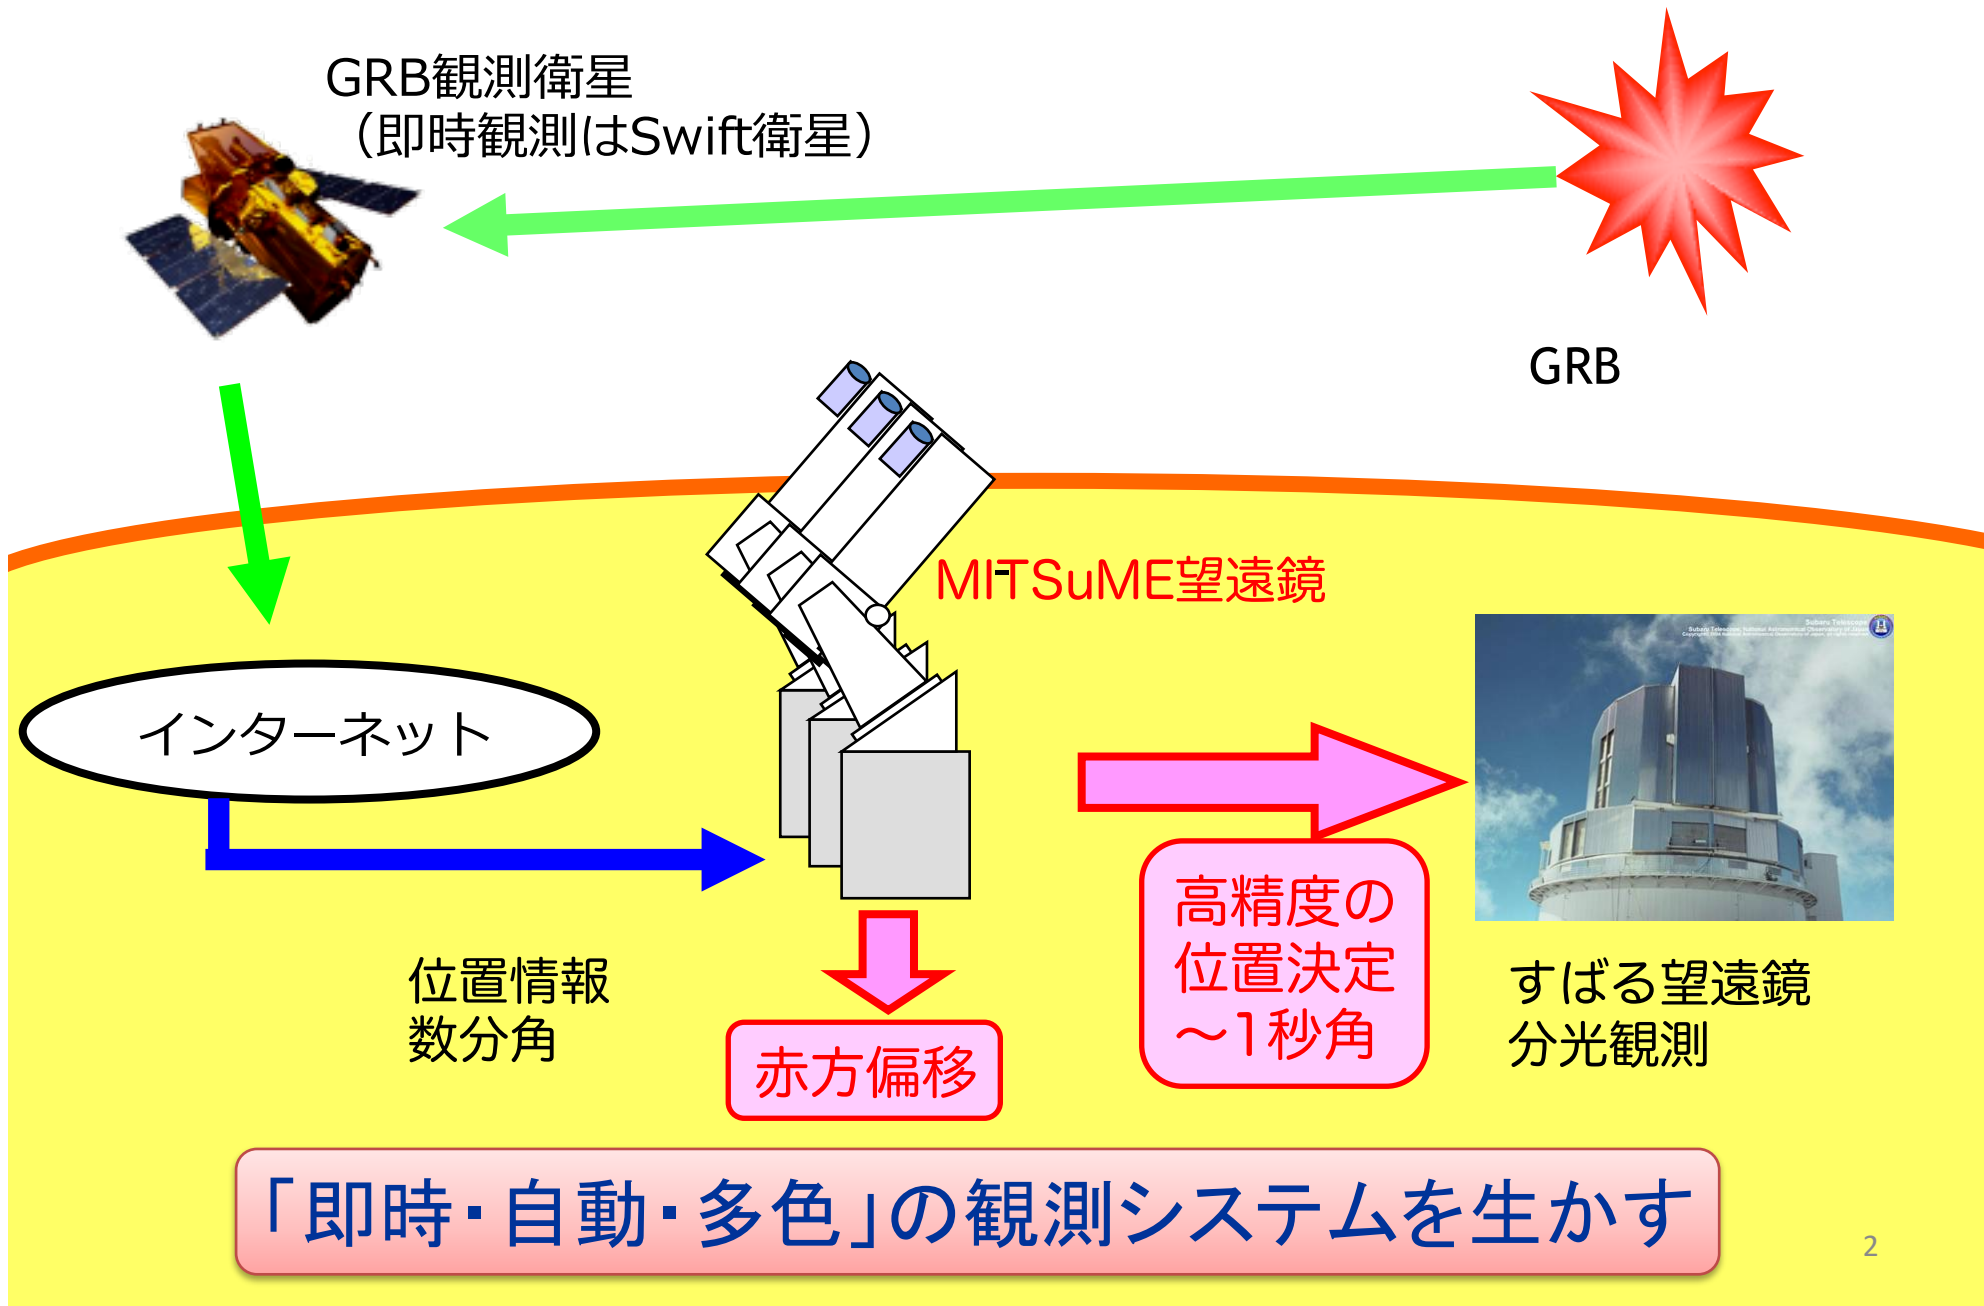 GRB観測衛星
（即時観測はSwift衛星）
GRB
MITSuME望遠鏡
インターネット
Subaru Telescope
高精度の
位置決定
～1秒角
位置情報
数分角
すばる望遠鏡
分光観測
赤方偏移
「即時・自動・多色」の観測システムを生かす
2